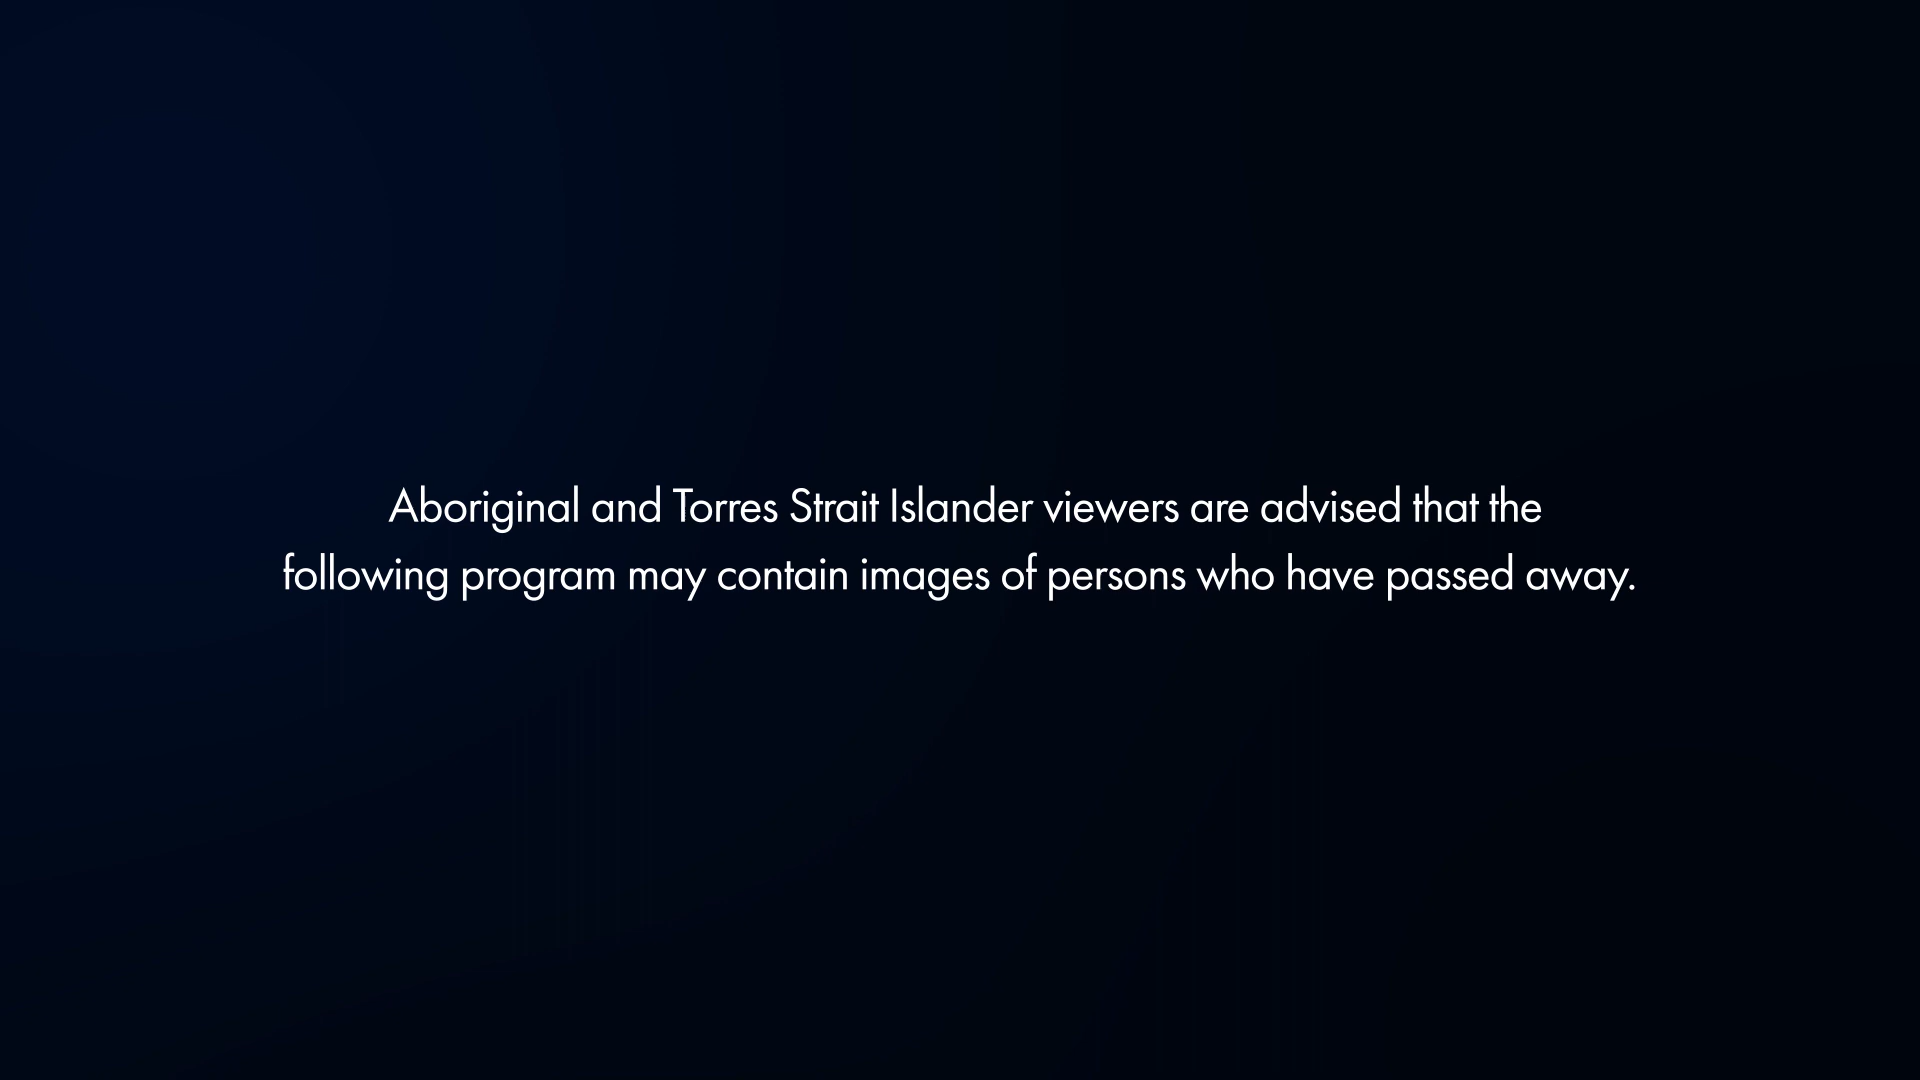 Aboriginal and Torres Strait Islander viewers are advised that the
following program may contain images of persons who have passed away.